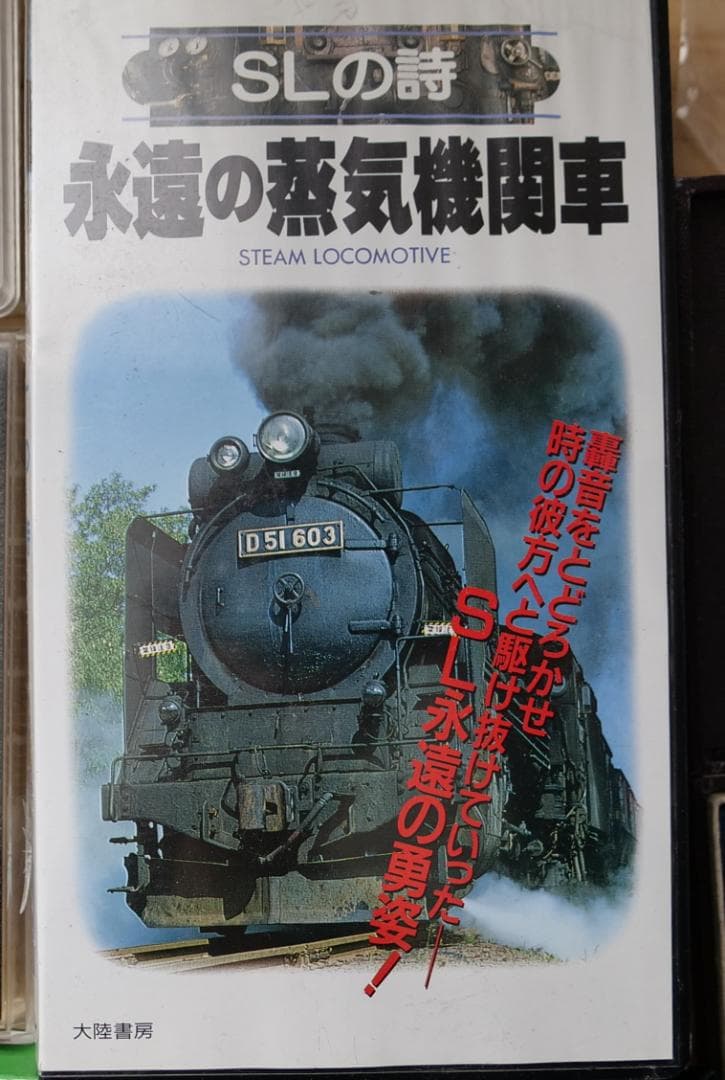 SLの詩
永遠の蒸気機関車
STEAM LOCOMOTIVE
D51 603
轟音をとどろかせ
時の彼方へと駆け抜けていった――
SL永遠の勇姿!
大陸書房